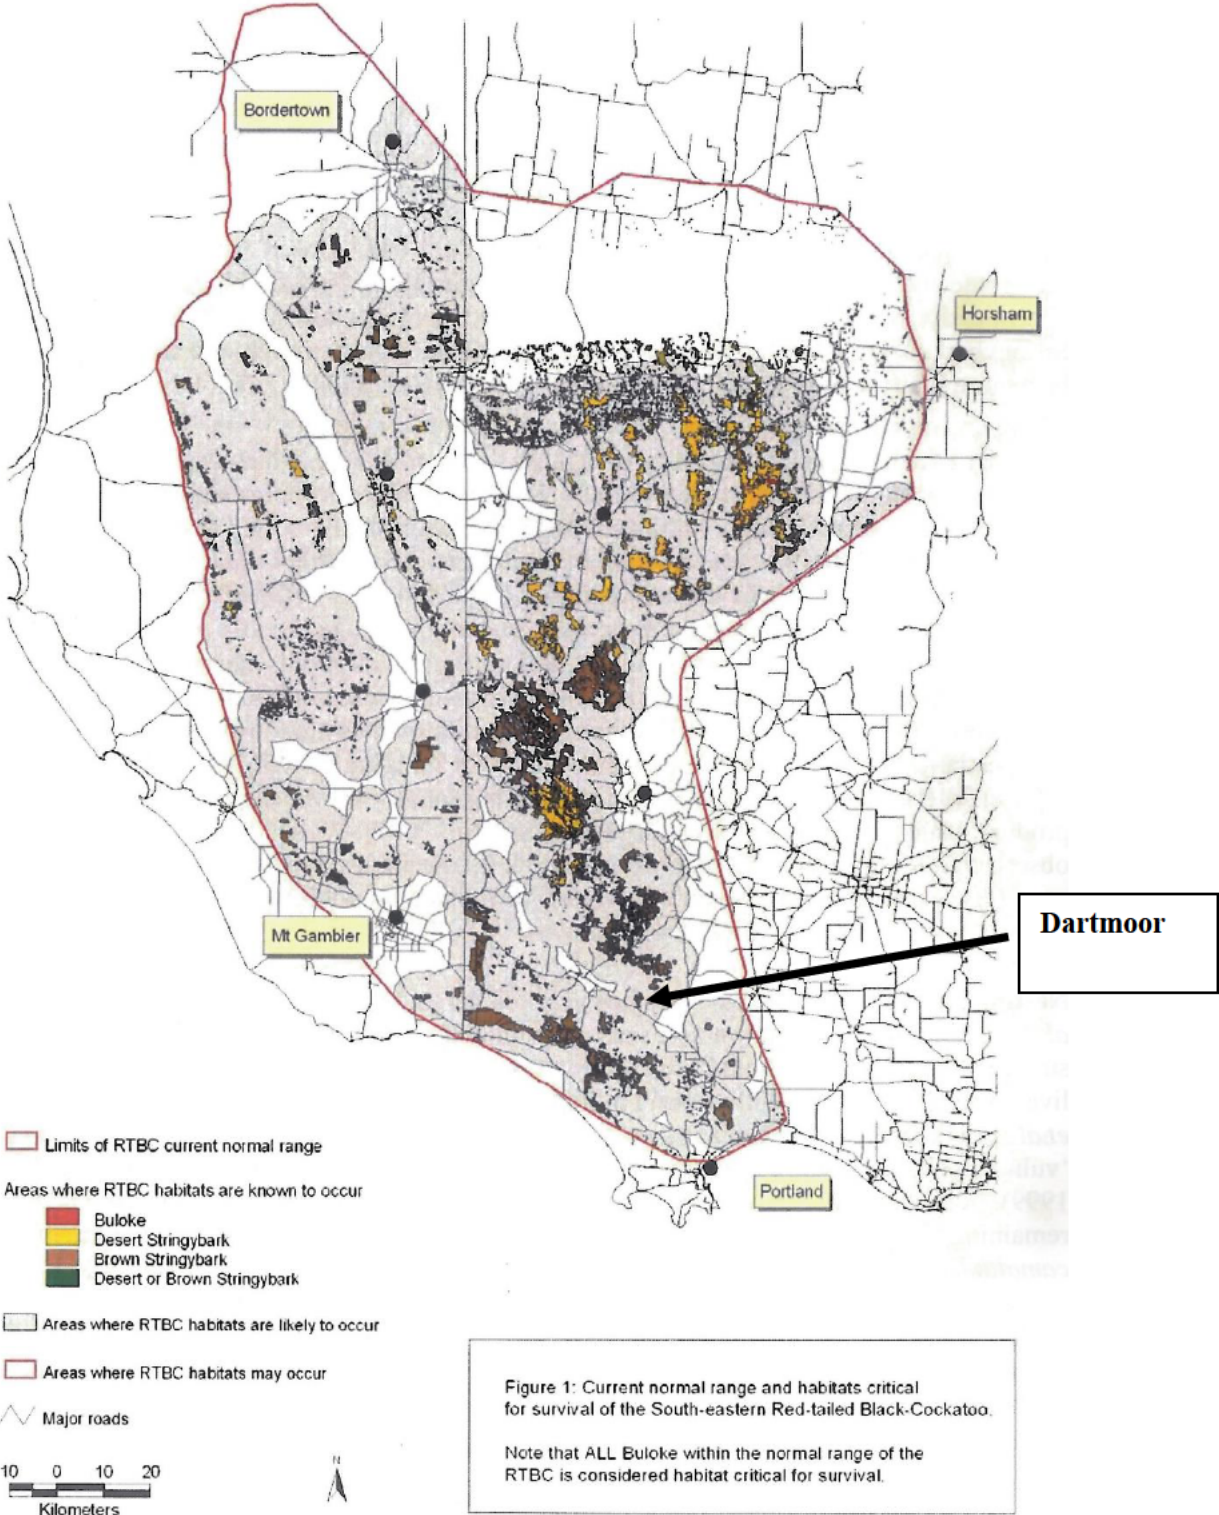 Bordertown
Horsham
Dartmoor
Mt Gambier
Portland
Limits of RTBC current normal range
Areas where RTBC habitats are known to occur
Buloke
Desert Stringybark
Brown Stringybark
Desert or Brown Stringybark
Areas where RTBC habitats are likely to occur
Areas where RTBC habitats may occur
Major roads
10 0 10 20
Kilometers
N
Figure 1: Current normal range and habitats critical
for survival of the South-eastern Red-tailed Black-Cockatoo.
Note that ALL Buloke within the normal range of the
RTBC is considered habitat critical for survival.